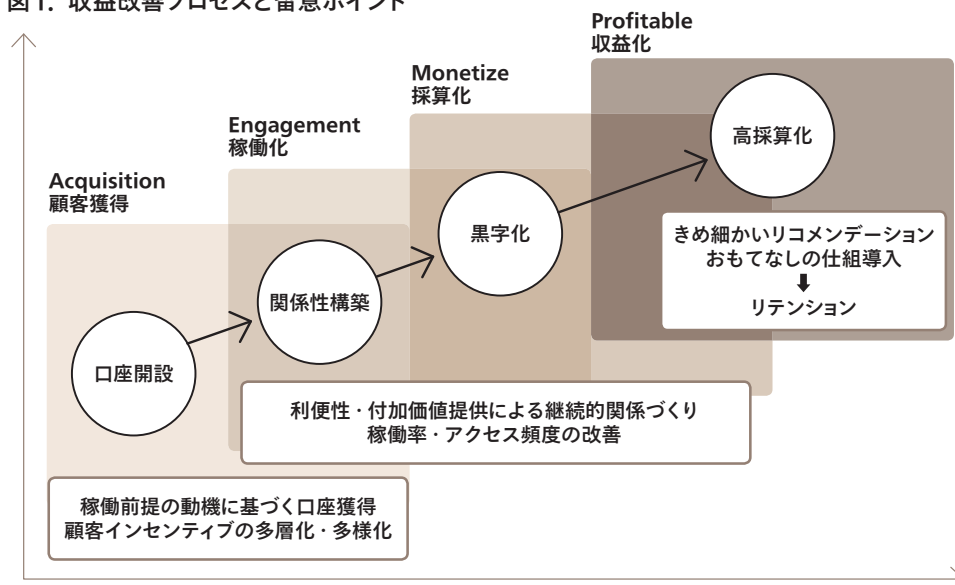 図1. 収益改善プロセスと留意ポイント
Profitable
収益化
Monetize
採算化
Engagement
稼働化
Acquisition
顧客獲得
高採算化
黒字化
関係性構築
口座開設
きめ細かいリコメンデーション
おもてなしの仕組導入
リテンション
利便性・付加価値提供による継続的関係づくり
稼働率・アクセス頻度の改善
稼働前提の動機に基づく口座獲得
顧客インセンティブの多層化・多様化